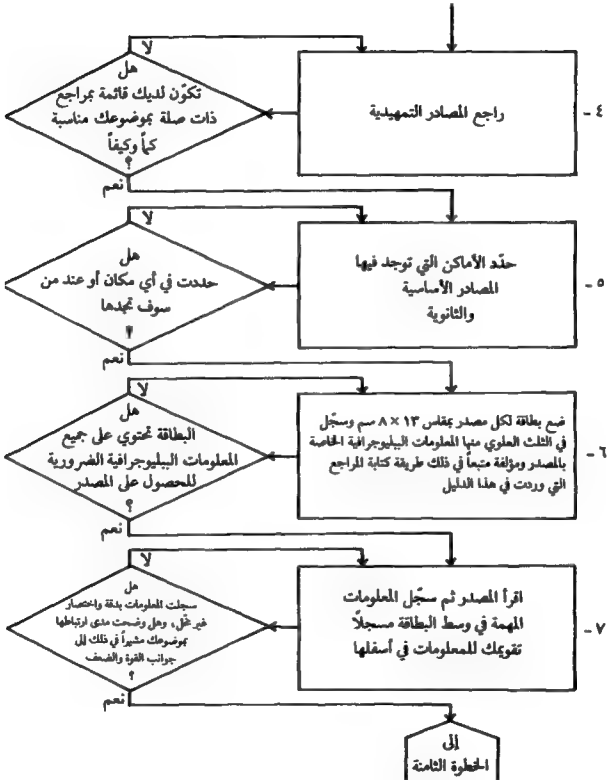 ٤ -
راجع المصادر التمهيدية
هل
تكوّن لديك قائمة بمراجع
ذات صلة بموضوعك مناسبة
كماً وكيفاً
؟
لا
نعم
٥ -
حدّد الأماكن التي توجد فيها
المصادر الأساسية
والثانوية
هل
حددت في أي مكان أو عند من
سوف تجدها
؟
لا
نعم
٦ -
ضع بطاقة لكل مصدر بمقاس ١٣ × ٨ سم وسجّل
في الثلث العلوي منها المعلومات الببليوجرافية الخاصة
بالمصدر ومؤلفة متبعاً في ذلك طريقة كتابة المراجع
التي وردت في هذا الدليل
هل
البطاقة تحتوي على جميع
المعلومات الببليوجرافية الضرورية
للحصول على المصدر
؟
لا
نعم
٧ -
اقرأ المصدر ثم سجّل المعلومات
المهمة في وسط البطاقة مسجلاً
تقويمك للمعلومات في أسفلها
هل
سجلت المعلومات بدقة واختصار
غير مخل، وهل وضحت مدى ارتباطها
بموضوعك مشيراً في ذلك إلى
جوانب القوة والضعف
؟
لا
نعم
إلى
الخطوة الثامنة